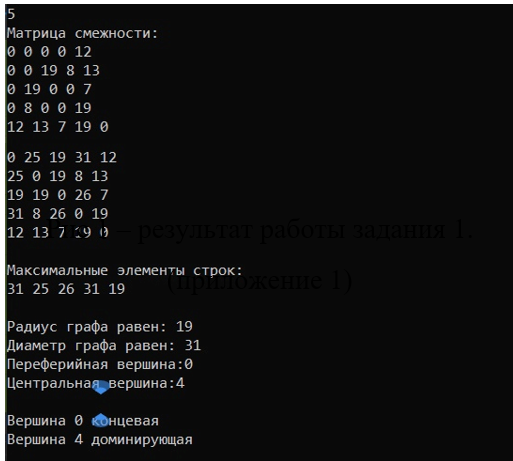 5
Матрица смежности:
0 0 0 0 12
0 0 19 8 13
0 19 0 0 7
0 8 0 0 19
12 13 7 19 0
0 25 19 31 12
25 0 19 8 13
19 19 0 26 7
31 8 26 0 19
12 13 7 19 0
– результат работы задания 1.
(приложение 1)
Максимальные элементы строк:
31 25 26 31 19
Радиус графа равен: 19
Диаметр графа равен: 31
Переферийная вершина:0
Центральная вершина:4
Вершина 0 концевая
Вершина 4 доминирующая